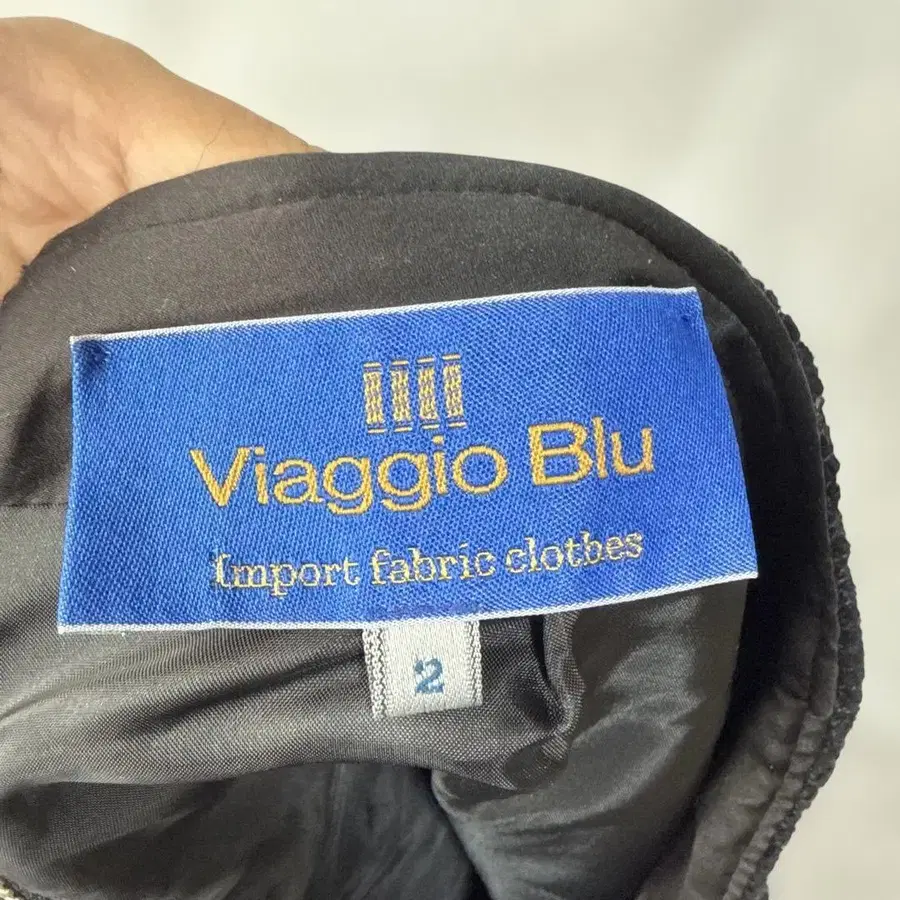 Viaggio Blu
Import fabric clothes
2